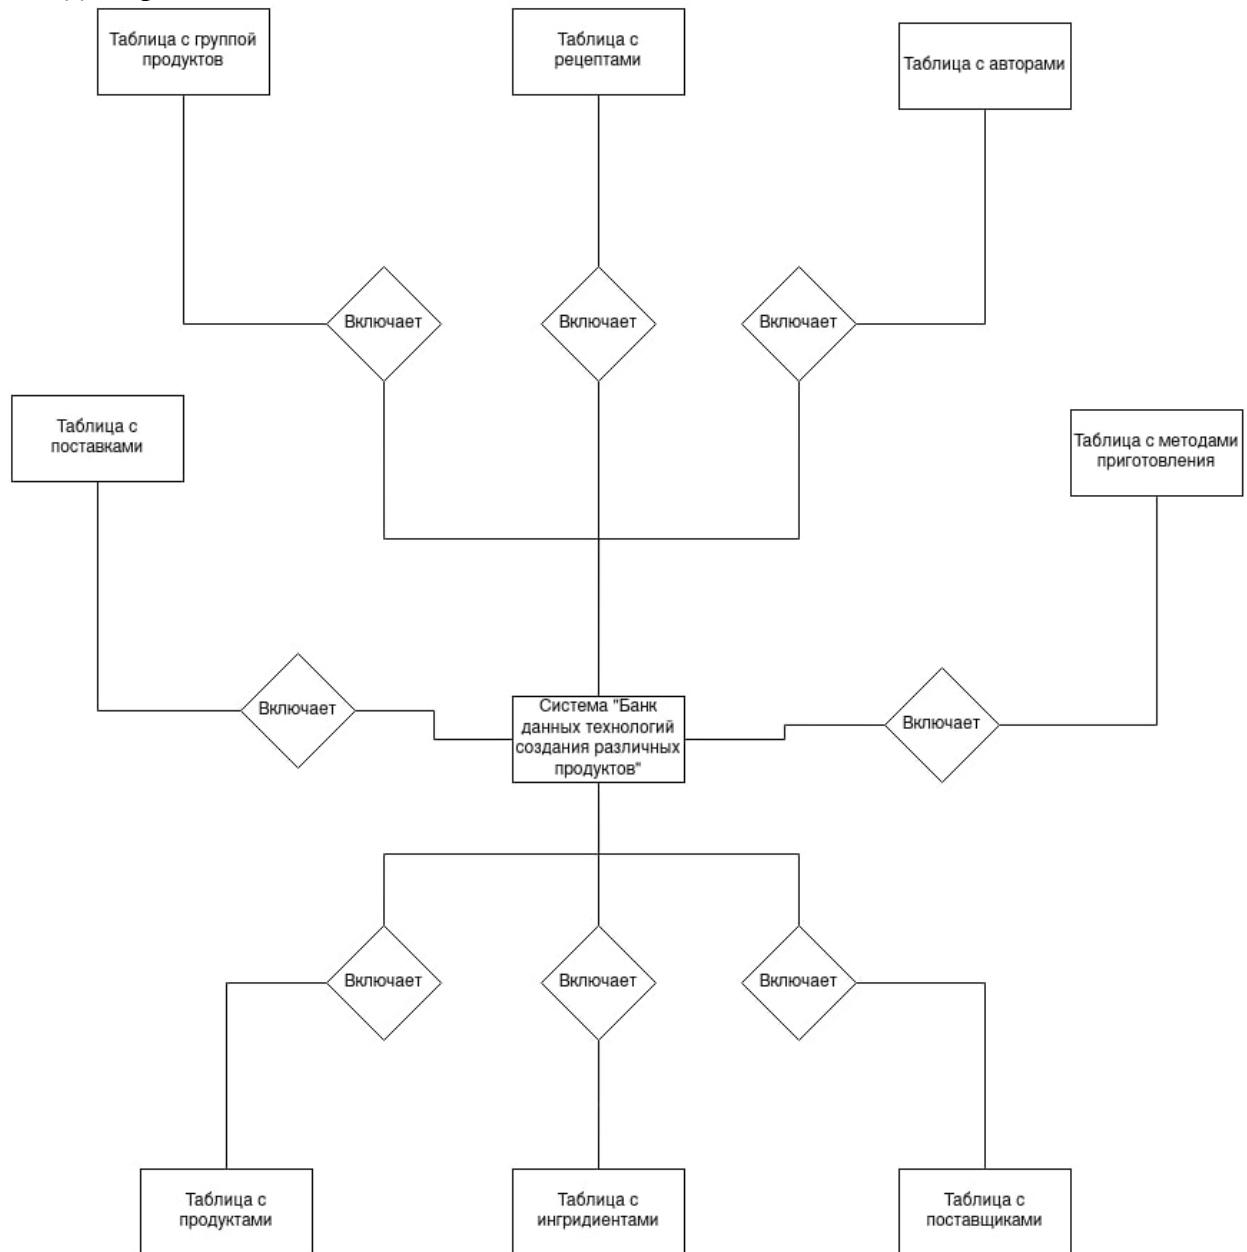 Таблица с группой
продуктов
Таблица с
рецептами
Таблица с авторами
Включает
Включает
Включает
Таблица с
поставками
Таблица с методами
приготовления
Включает
Система "Банк
данных технологий
создания различных
продуктов"
Включает
Включает
Включает
Включает
Таблица с
продуктами
Таблица с
ингридиентами
Таблица с
поставщиками